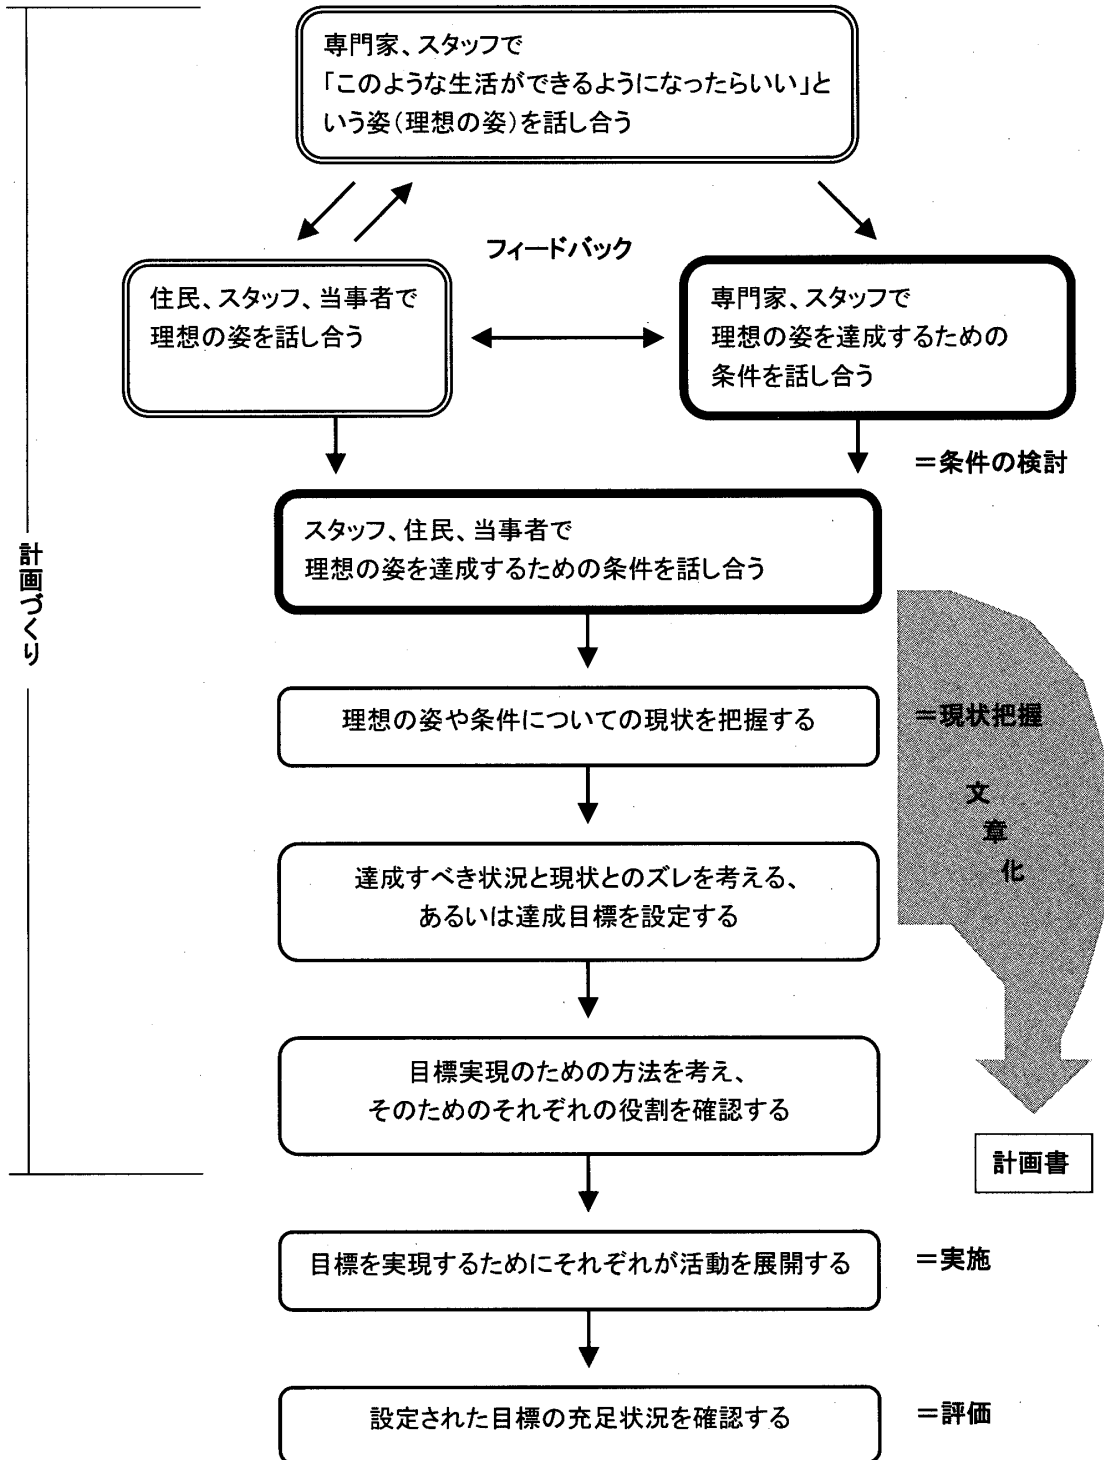 専門家、スタッフで
「このような生活ができるようになったらいい」と
いう姿（理想の姿）を話し合う
フィードバック
住民、スタッフ、当事者で
理想の姿を話し合う
専門家、スタッフで
理想の姿を達成するための
条件を話し合う
＝条件の検討
スタッフ、住民、当事者で
理想の姿を達成するための条件を話し合う
計画づくり
理想の姿や条件についての現状を把握する
＝現状把握
文章化
達成すべき状況と現状とのズレを考える、
あるいは達成目標を設定する
目標実現のための方法を考え、
そのためのそれぞれの役割を確認する
計画書
目標を実現するためにそれぞれが活動を展開する
＝実施
設定された目標の充足状況を確認する
＝評価